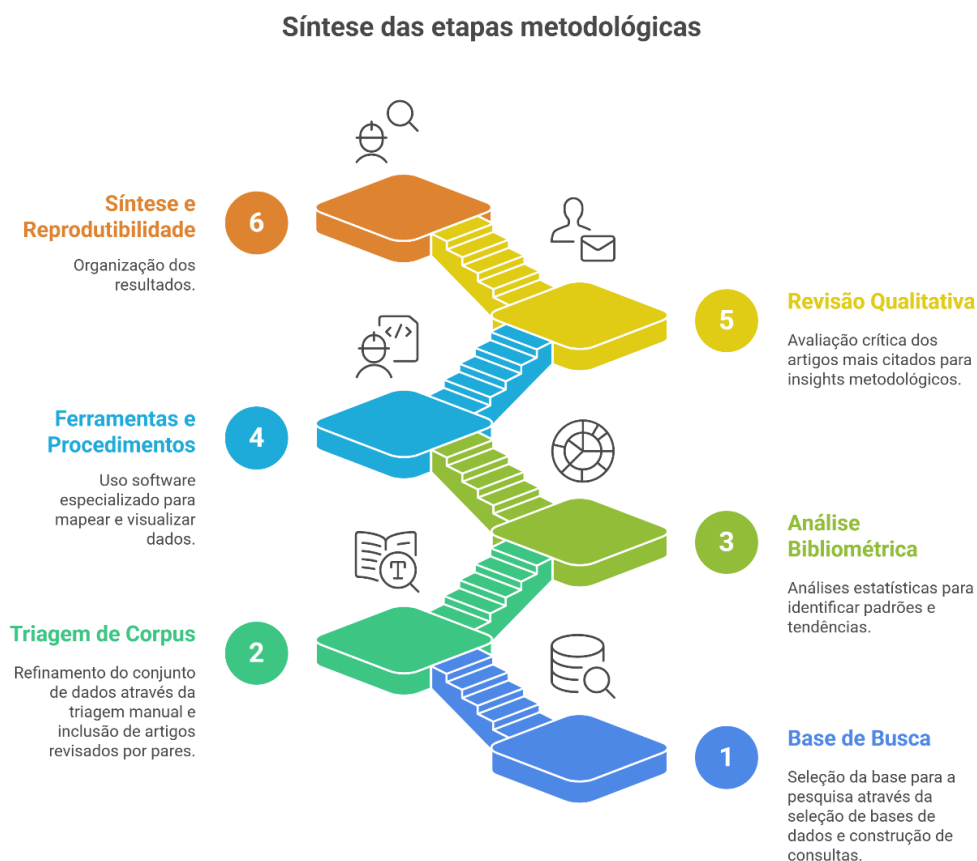 Síntese das etapas metodológicas
6
Síntese e
Reprodutibilidade
Organização dos
resultados.
5
Revisão Qualitativa
Avaliação crítica dos
artigos mais citados para
insights metodológicos.
</>
4
Ferramentas e
Procedimentos
Uso software
especializado para
mapear e visualizar
dados.
3
Análise
Bibliométrica
Análises estatísticas para
identificar padrões e
tendências.
T
2
Triagem de Corpus
Refinamento do conjunto
de dados através da
triagem manual e
inclusão de artigos
revisados por pares.
1
Base de Busca
Seleção da base para a
pesquisa através da
seleção de bases de
dados e construção de
consultas.